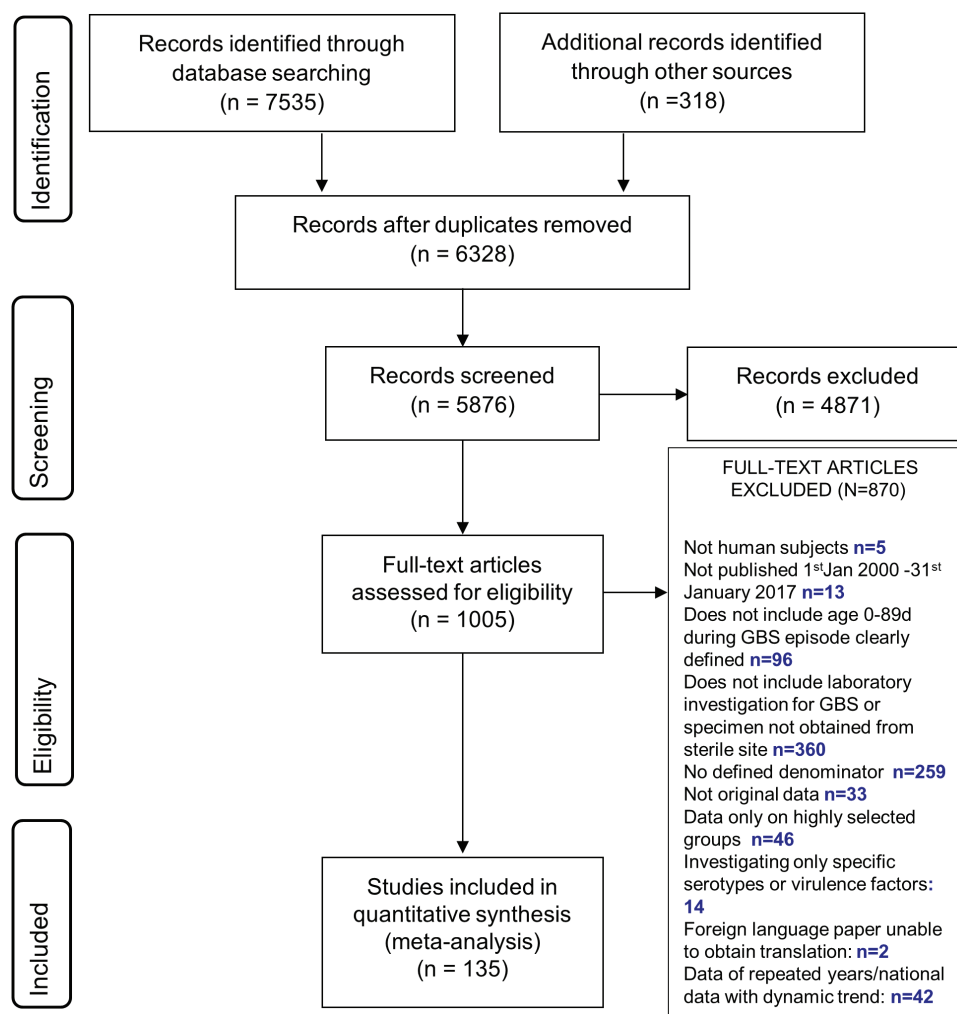 Identification
Records identified through
database searching
(n = 7535)
Additional records identified
through other sources
(n =318)
Records after duplicates removed
(n = 6328)
Screening
Records screened
(n = 5876)
Records excluded
(n = 4871)
Eligibility
Full-text articles
assessed for eligibility
(n = 1005)
FULL-TEXT ARTICLES
EXCLUDED (N=870)
Not human subjects n=5
Not published 1stJan 2000 -31st
January 2017 n=13
Does not include age 0-89d
during GBS episode clearly
defined n=96
Does not include laboratory
investigation for GBS or
specimen not obtained from
sterile site n=360
No defined denominator n=259
Not original data n=33
Data only on highly selected
groups n=46
Investigating only specific
serotypes or virulence factors:
14
Foreign language paper unable
to obtain translation: n=2
Data of repeated years/national
data with dynamic trend: n=42
Included
Studies included in
quantitative synthesis
(meta-analysis)
n = 135)